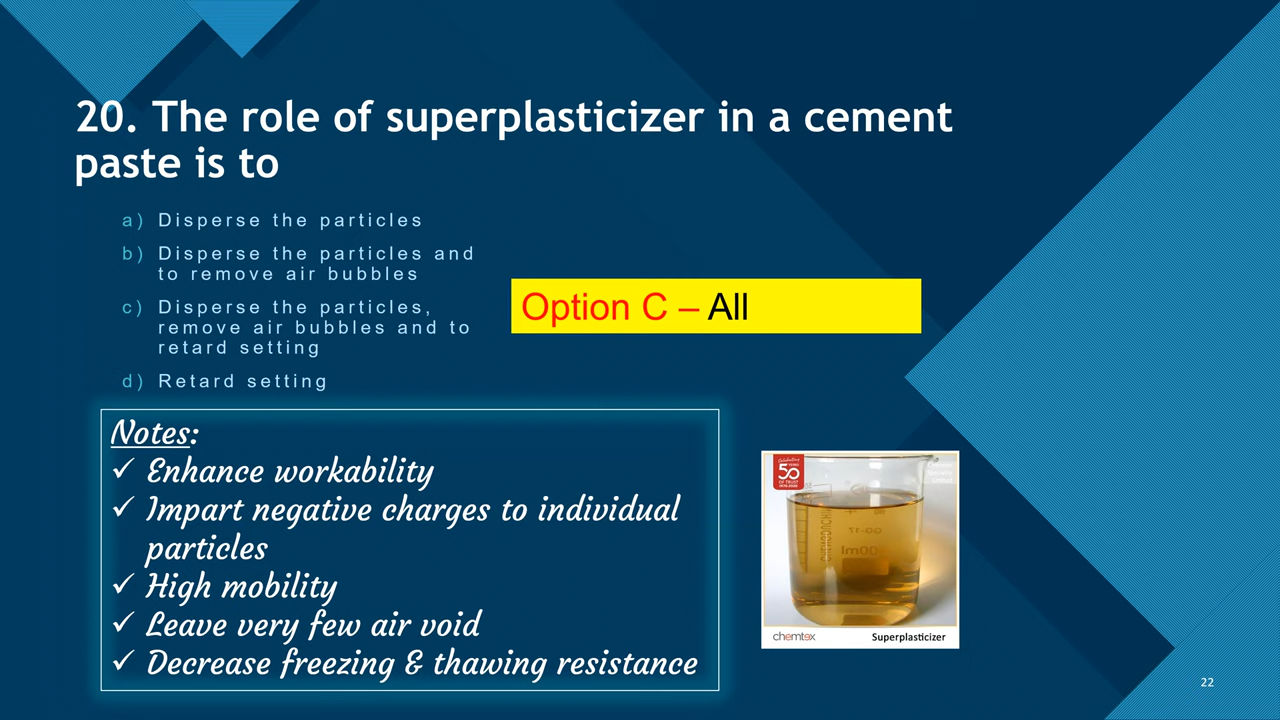 20. The role of superplasticizer in a cement
paste is to
a) Disperse the particles
b) Disperse the particles and
to remove air bubbles
c) Disperse the particles,
remove air bubbles and to
retard setting
d) Retard setting
Option C – All
Notes:
✓ Enhance workability
✓ Impart negative charges to individual
particles
✓ High mobility
✓ Leave very few air void
✓ Decrease freezing & thawing resistance
50
chemtex
Superplasticizer
22